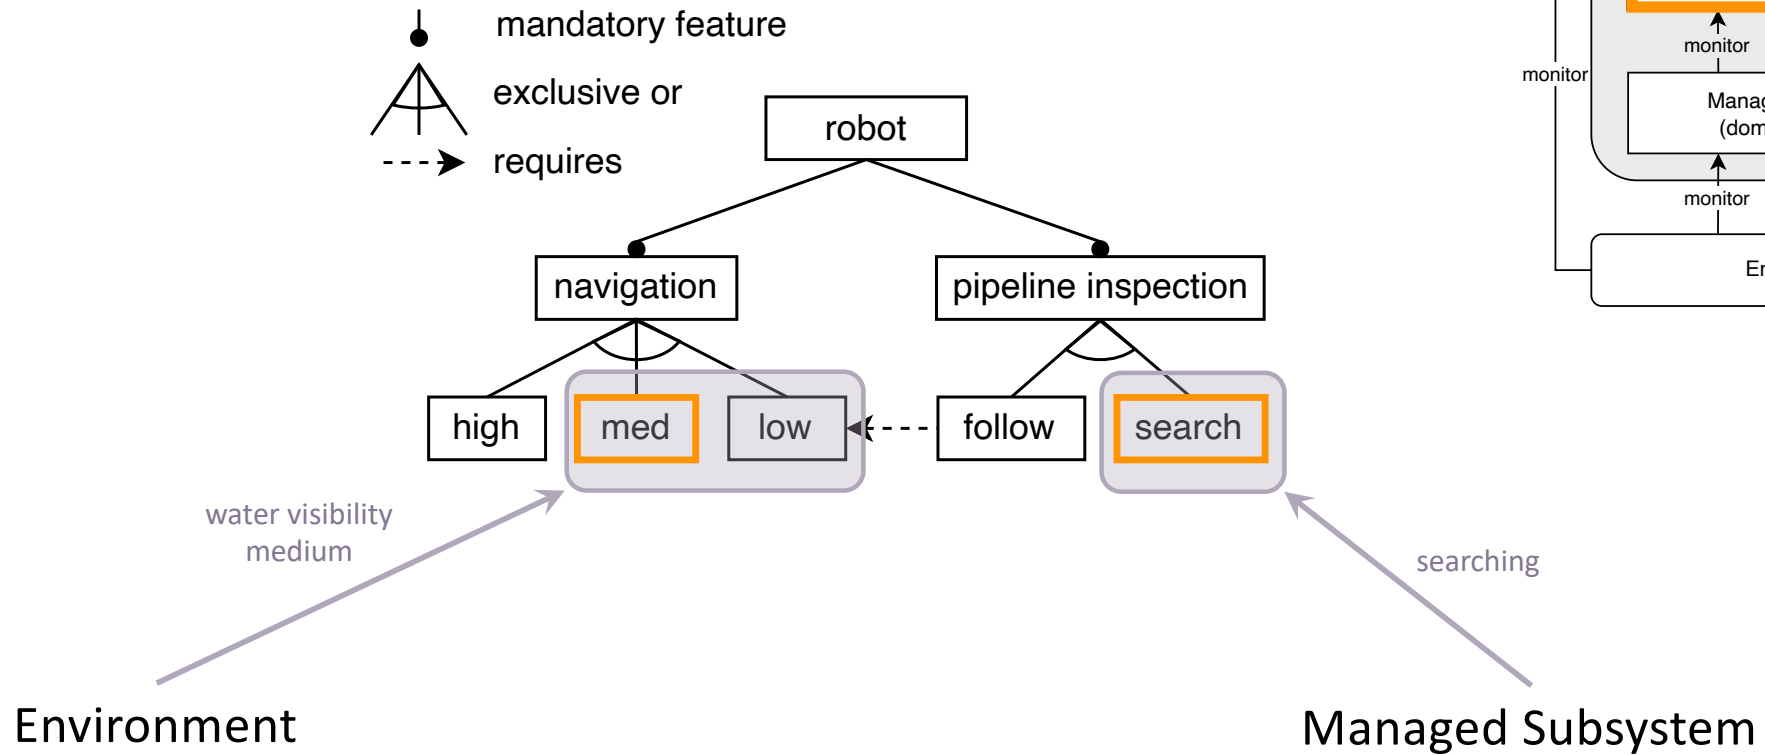 mandatory feature
exclusive or
requires
robot
navigation
pipeline inspection
high
med
low
follow
search
water visibility
medium
searching
Environment
Managed Subsystem
monitor
monitor
monitor